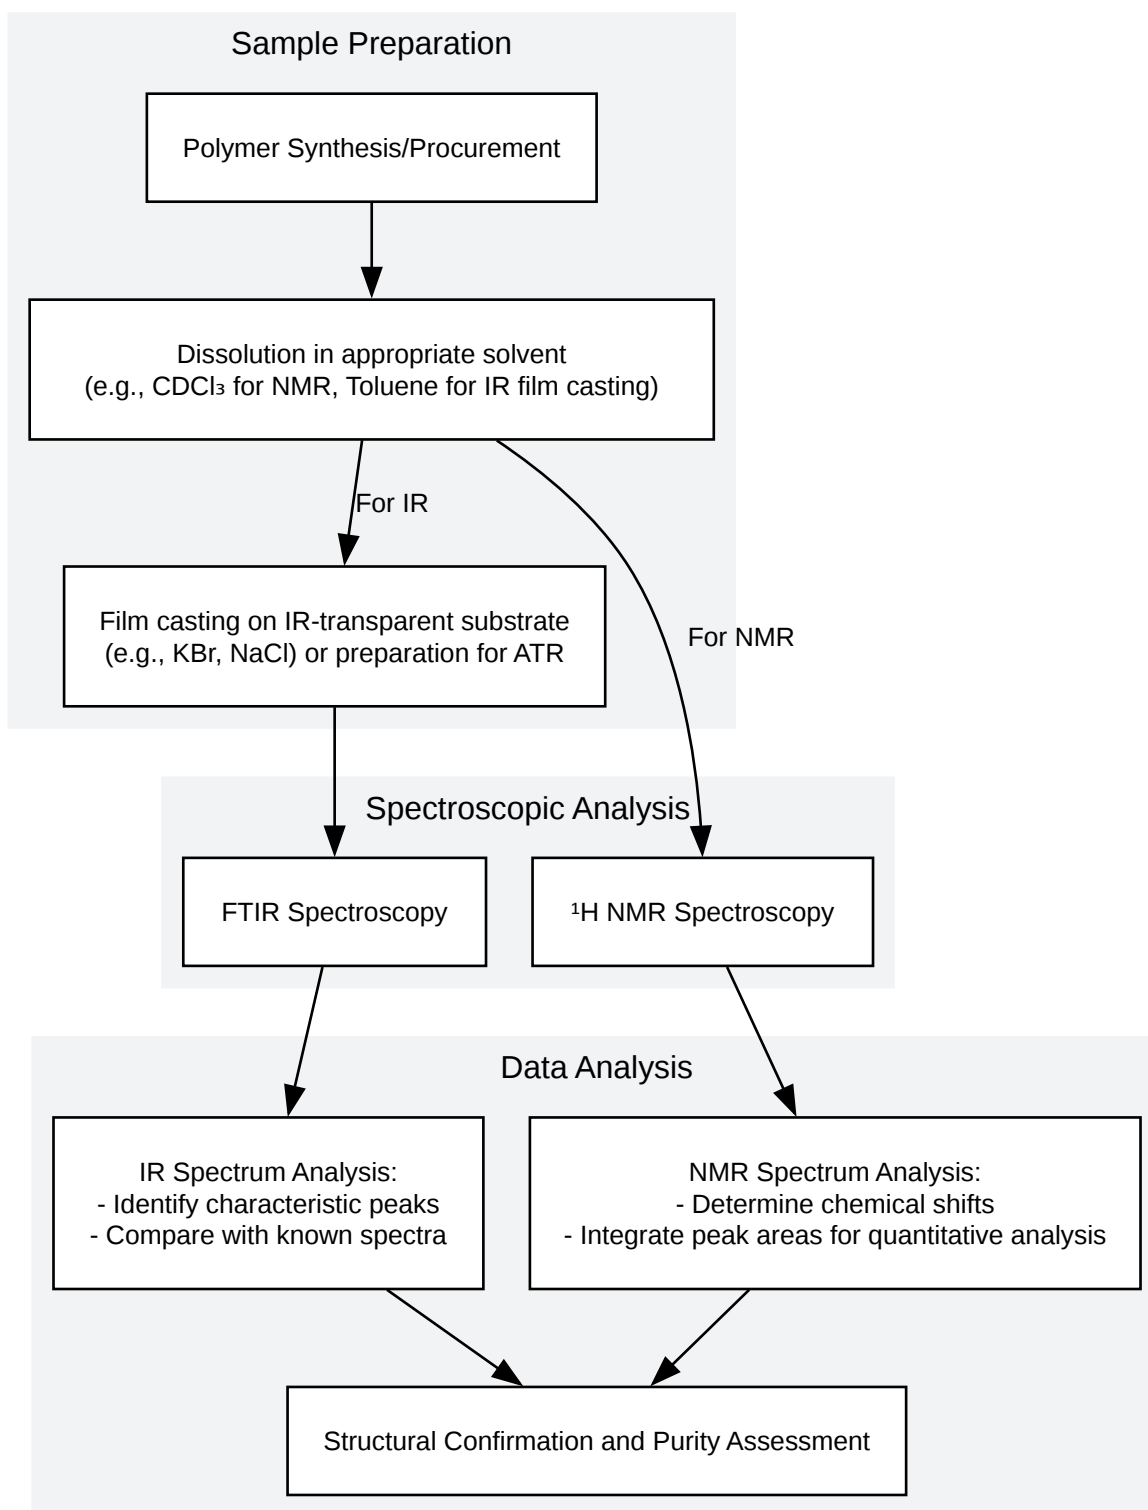 Sample Preparation
Polymer Synthesis/Procurement
Dissolution in appropriate solvent
(e.g., CDCl₃ for NMR, Toluene for IR film casting)
For IR
Film casting on IR-transparent substrate
(e.g., KBr, NaCl) or preparation for ATR
For NMR
Spectroscopic Analysis
FTIR Spectroscopy
¹H NMR Spectroscopy
Data Analysis
IR Spectrum Analysis:
- Identify characteristic peaks
- Compare with known spectra
NMR Spectrum Analysis:
- Determine chemical shifts
- Integrate peak areas for quantitative analysis
Structural Confirmation and Purity Assessment